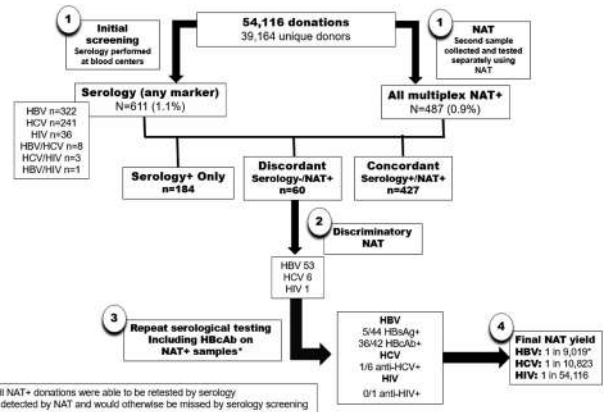 54,116 donations
39,164 unique donors
1
Initial
screening
Serology performed
at blood centers
1
NAT
Second sample
collected and tested
separately using
NAT
Serology (any marker)
N=611 (1.1%)
All multiplex NAT+
N=487 (0.9%)
HBV n=322
HCV n=241
HIV n=36
HBV/HCV n=8
HCV/HIV n=3
HBV/HIV n=1
Serology+ Only
n=184
Discordant
Serology-/NAT+
n=60
Concordant
Serology+/NAT+
n=427
2
Discriminatory
NAT
HBV 53
HCV 6
HIV 1
3
Repeat serological testing
Including HBcAb on
NAT+ samples*
HBV
5/44 HBsAg+
36/42 HBcAb+
HCV
1/6 anti-HCV+
HIV
0/1 anti-HIV+
4
Final NAT yield
HBV: 1 in 9,019*
HCV: 1 in 10,823
HIV: 1 in 54,116
ll NAT+ donations were able to be retested by serology
detected by NAT and would otherwise be missed by serology screening